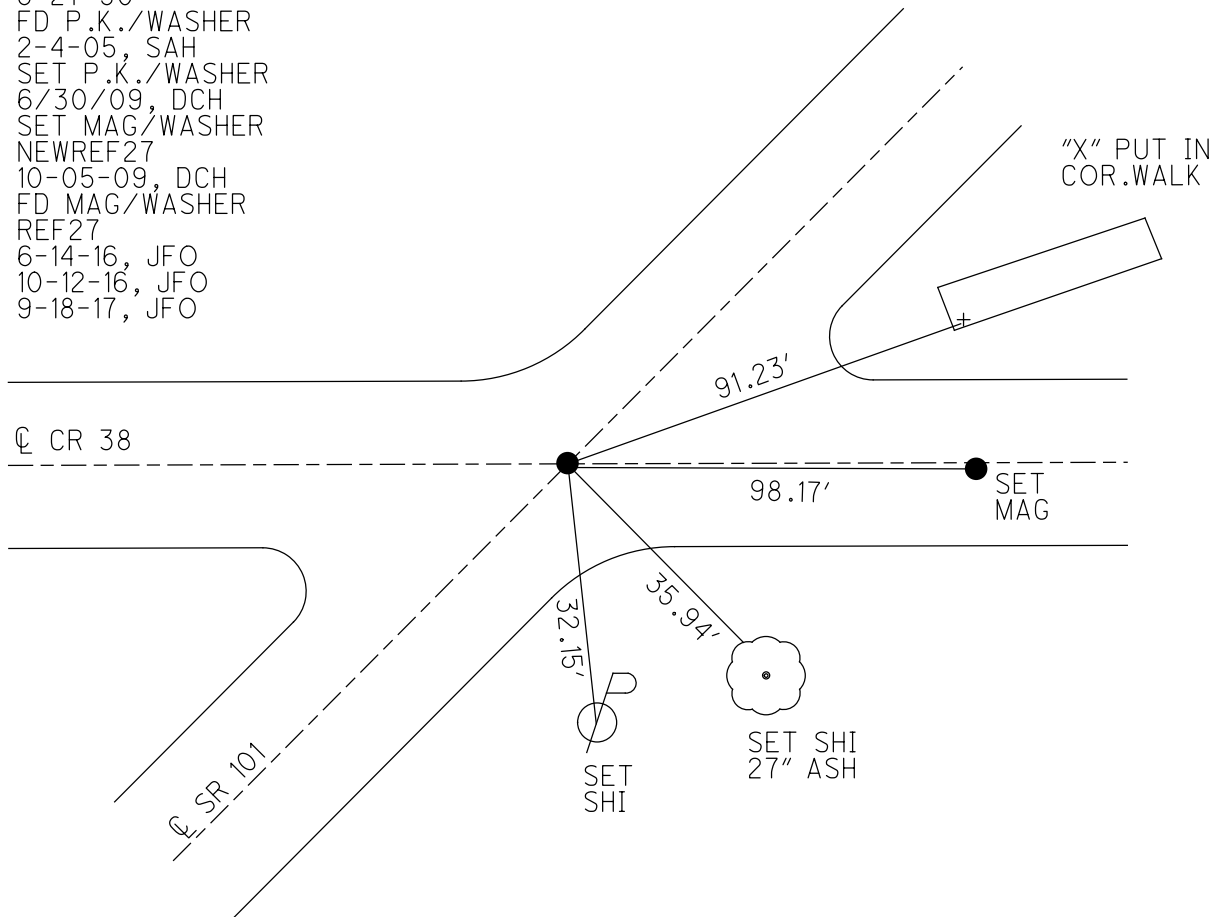 FD P.K./WASHER
2-4-05, SAH
SET P.K./WASHER
6/30/09, DCH
SET MAG/WASHER
NEWREF27
10-05-09, DCH
FD MAG/WASHER
REF27
6-14-16, JFO
10-12-16, JFO
9-18-17, JFO
"X" PUT IN
COR.WALK
91.23'
℄ CR 38
98.17'
SET
MAG
35.94'
32.15'
SET SHI
27" ASH
SET
SHI
℄ SR 101